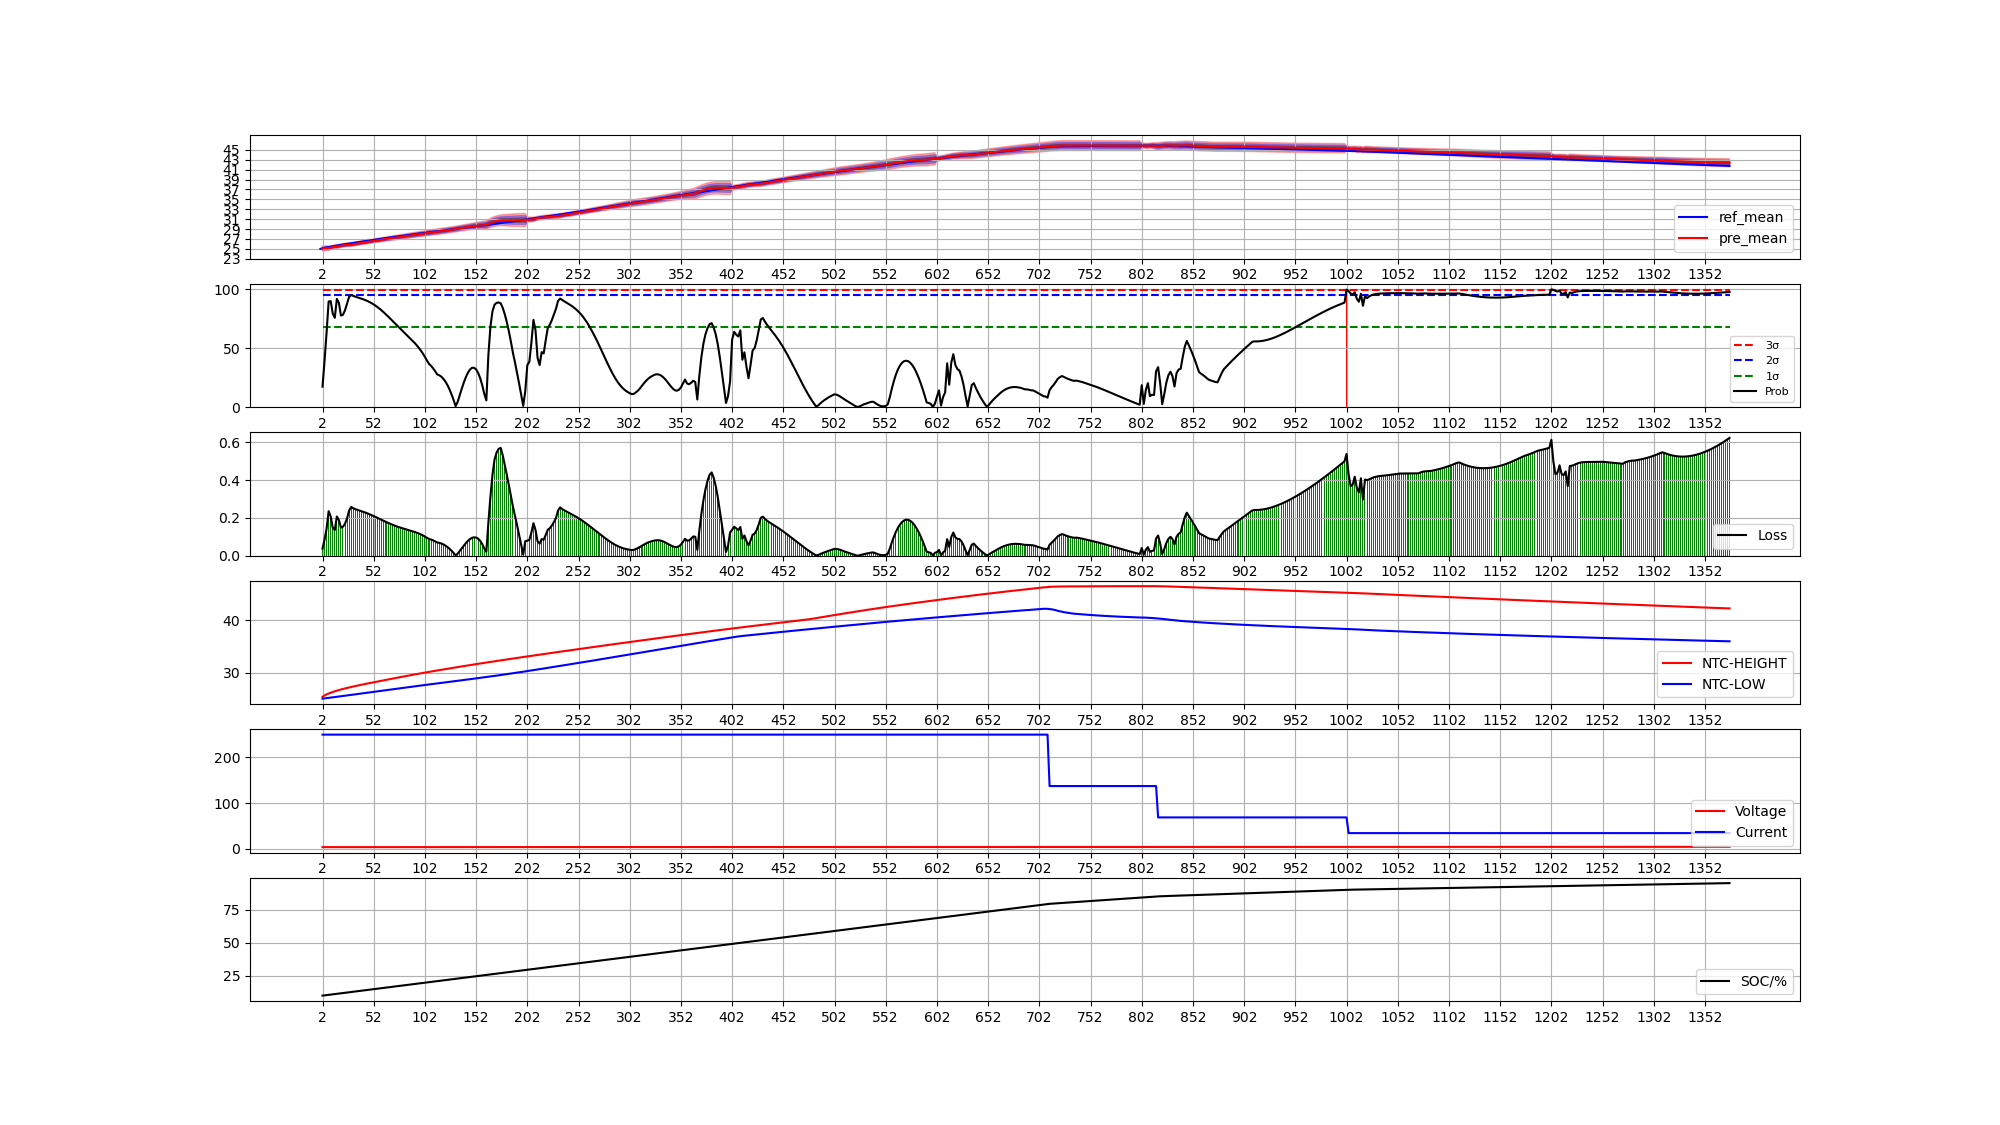 45
43
41
39
37
35
33
31
29
27
25
23
ref_mean
pre_mean
2 52 102 152 202 252 302 352 402 452 502 552 602 652 702 752 802 852 902 952 1002 1052 1102 1152 1202 1252 1302 1352
100
50
0
3σ
2σ
1σ
Prob
2 52 102 152 202 252 302 352 402 452 502 552 602 652 702 752 802 852 902 952 1002 1052 1102 1152 1202 1252 1302 1352
0.6
0.4
0.2
0.0
Loss
2 52 102 152 202 252 302 352 402 452 502 552 602 652 702 752 802 852 902 952 1002 1052 1102 1152 1202 1252 1302 1352
40
30
NTC-HEIGHT
NTC-LOW
2 52 102 152 202 252 302 352 402 452 502 552 602 652 702 752 802 852 902 952 1002 1052 1102 1152 1202 1252 1302 1352
200
100
0
Voltage
Current
2 52 102 152 202 252 302 352 402 452 502 552 602 652 702 752 802 852 902 952 1002 1052 1102 1152 1202 1252 1302 1352
75
50
25
SOC/%
2 52 102 152 202 252 302 352 402 452 502 552 602 652 702 752 802 852 902 952 1002 1052 1102 1152 1202 1252 1302 1352